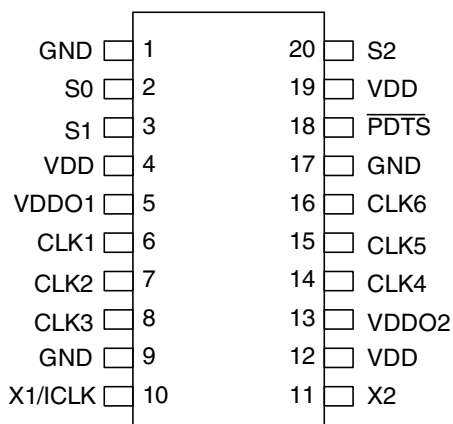 GND 1 20 S2
S0 2 19 VDD
S1 3 18 PDTS
VDD 4 17 GND
VDDO1 5 16 CLK6
CLK1 6 15 CLK5
CLK2 7 14 CLK4
CLK3 8 13 VDDO2
GND 9 12 VDD
X1/ICLK 10 11 X2